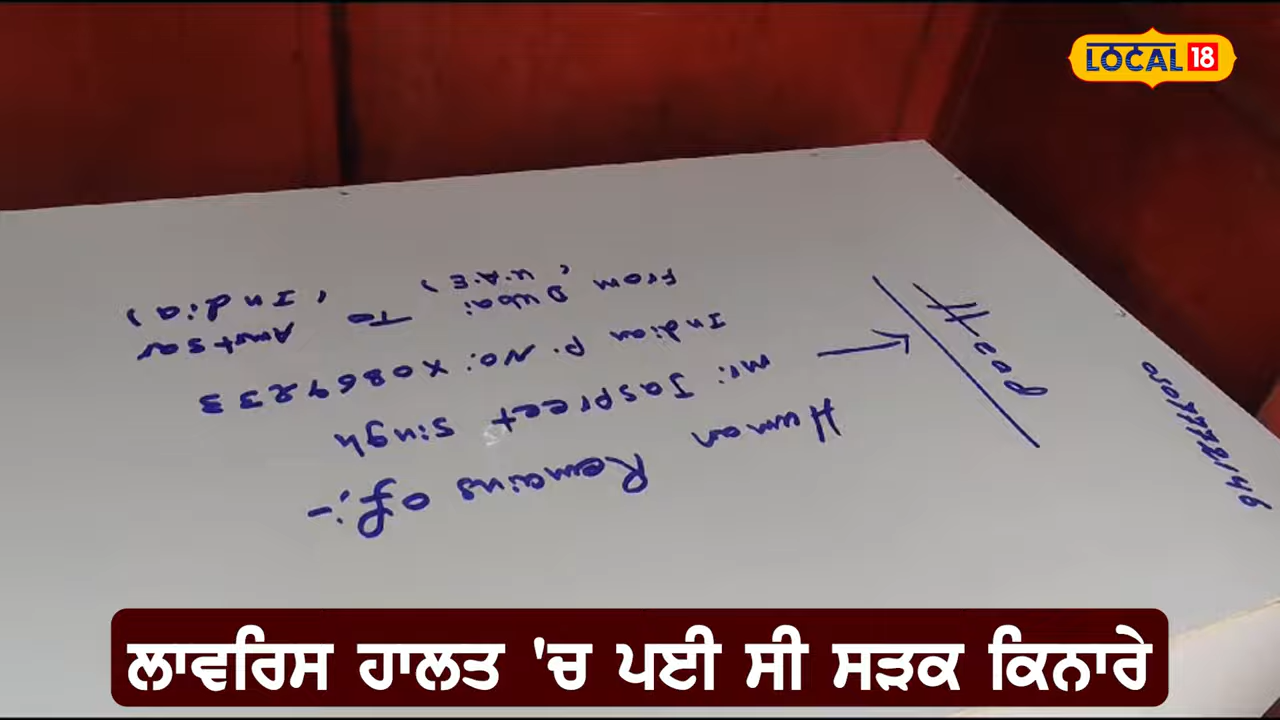 LOCAL 18
Head
Human Remains of:-
Mr. Jaspreet Singh
Indian P. No: X0869233
From Dubai To Amritsar
(U.A.E) (India)
ਲਾਵਰਿਸ ਹਾਲਤ 'ਚ ਪਈ ਸੀ ਸੜਕ ਕਿਨਾਰੇ